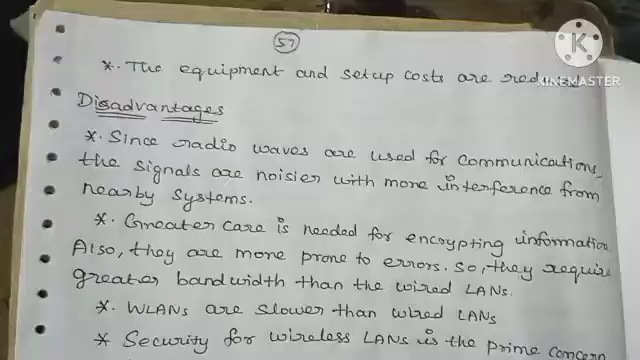 57
*. The equipment and setup costs are reduced
K
KINEMASTER
Disadvantages
*. Since radio waves are used for communications,
the signals are noisier with more interference from
nearby systems.
*. Greater care is needed for encrypting information.
Also, they are more prone to errors. So, they require
greater bandwidth than the wired LANs.
*. WLANs are slower than wired LANs
* Security for wireless LANs is the prime concern